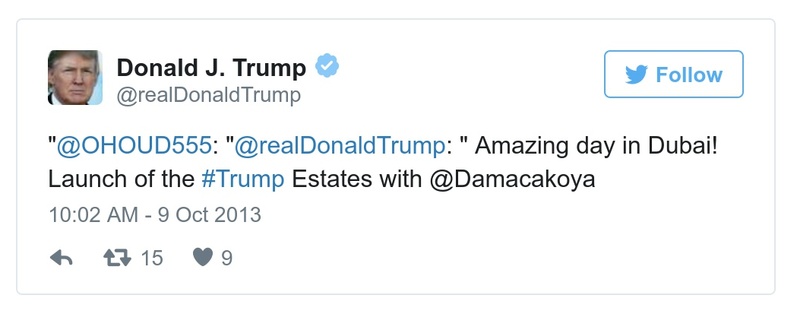 Donald J. Trump
@realDonaldTrump
Follow
"@OHOUD555: "@realDonaldTrump: " Amazing day in Dubai!
Launch of the #Trump Estates with @Damacakoya
10:02 AM - 9 Oct 2013
15 9